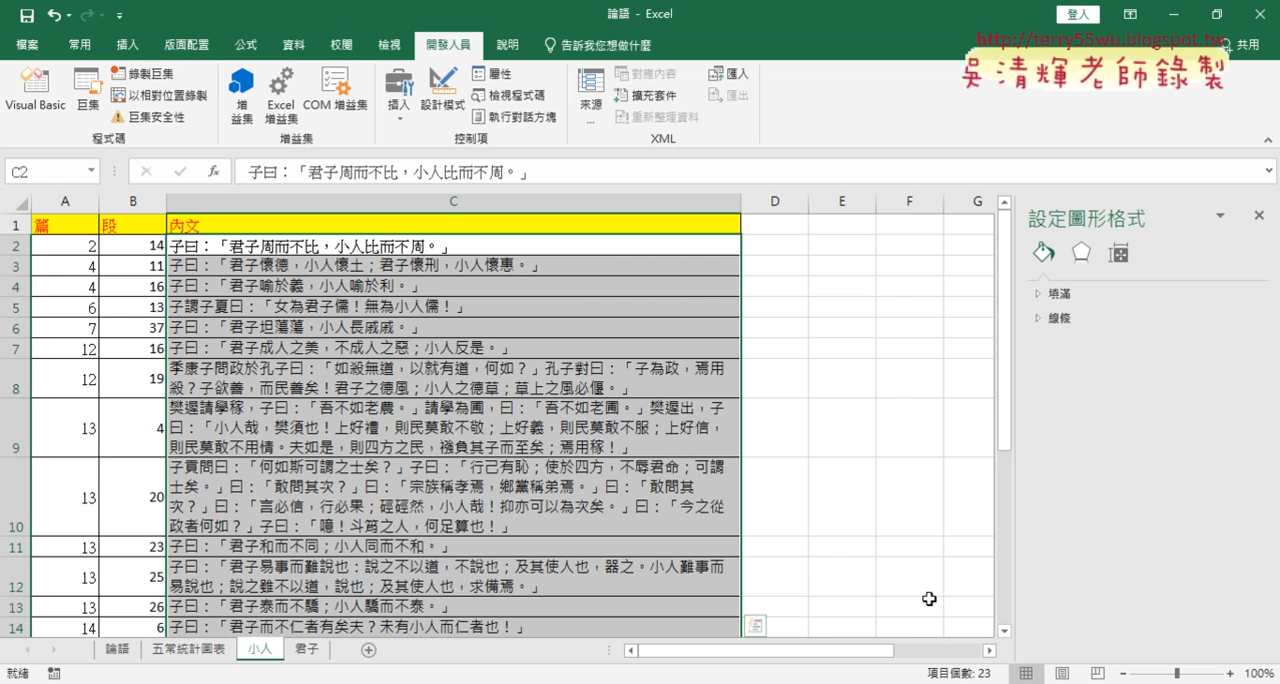 論語 - Excel
登入
檔案 常用 插入 版面配置 公式 資料 校閱 檢視 開發人員 說明 告訴我您想做什麼 共用
http://terry55wu.blogspot.tw
吳清輝老師錄製
Visual Basic 巨集 錄製巨集 以相對位置錄製 巨集安全性
程式碼
增益集 Excel 增益集 COM 增益集
增益集
插入 設計模式 屬性 檢視程式碼 執行對話方塊
控制項
來源... 對應內容 擴充套件 重新整理資料 匯入 匯出
XML
C2 fx 子曰：「君子周而不比，小人比而不周。」
A B C D E F G
1 篇 段 內文
2 2 14 子曰：「君子周而不比，小人比而不周。」
3 4 11 子曰：「君子懷德，小人懷土；君子懷刑，小人懷惠。」
4 4 16 子曰：「君子喻於義，小人喻於利。」
5 6 13 子謂子夏曰：「女為君子儒！無為小人儒！」
6 7 37 子曰：「君子坦蕩蕩，小人長戚戚。」
7 12 16 子曰：「君子成人之美，不成人之惡；小人反是。」
8 12 19 季康子問政於孔子曰：「如殺無道，以就有道，何如？」孔子對曰：「子為政，焉用
殺？子欲善，而民善矣！君子之德風；小人之德草；草上之風必偃。」
9 13 4 樊遲請學稼，子曰：「吾不如老農。」請學為圃，曰：「吾不如老圃。」樊遲出，子
曰：「小人哉，樊須也！上好禮，則民莫敢不敬；上好義，則民莫敢不服；上好信，
則民莫敢不用情。夫如是，則四方之民，襁負其子而至矣；焉用稼！」
10 13 20 子貢問曰：「何如斯可謂之士矣？」子曰：「行己有恥；使於四方，不辱君命；可謂
士矣。」曰：「敢問其次？」曰：「宗族稱孝焉，鄉黨稱弟焉。」曰：「敢問其
次？」曰：「言必信，行必果；硜硜然，小人哉！抑亦可以為次矣。」曰：「今之從
政者何如？」子曰：「噫！斗筲之人，何足算也！」
11 13 23 子曰：「君子和而不同；小人同而不和。」
12 13 25 子曰：「君子易事而難說也：說之不以道，不說也；及其使人也，器之。小人難事而
易說也；說之雖不以道，說也；及其使人也，求備焉。」
13 13 26 子曰：「君子泰而不驕；小人驕而不泰。」
14 14 6 子曰：「君子而不仁者有矣夫？未有小人而仁者也！」
設定圖形格式
填滿
線條
論語 五常統計圖表 小人 君子
就緒 項目個數: 23 100%